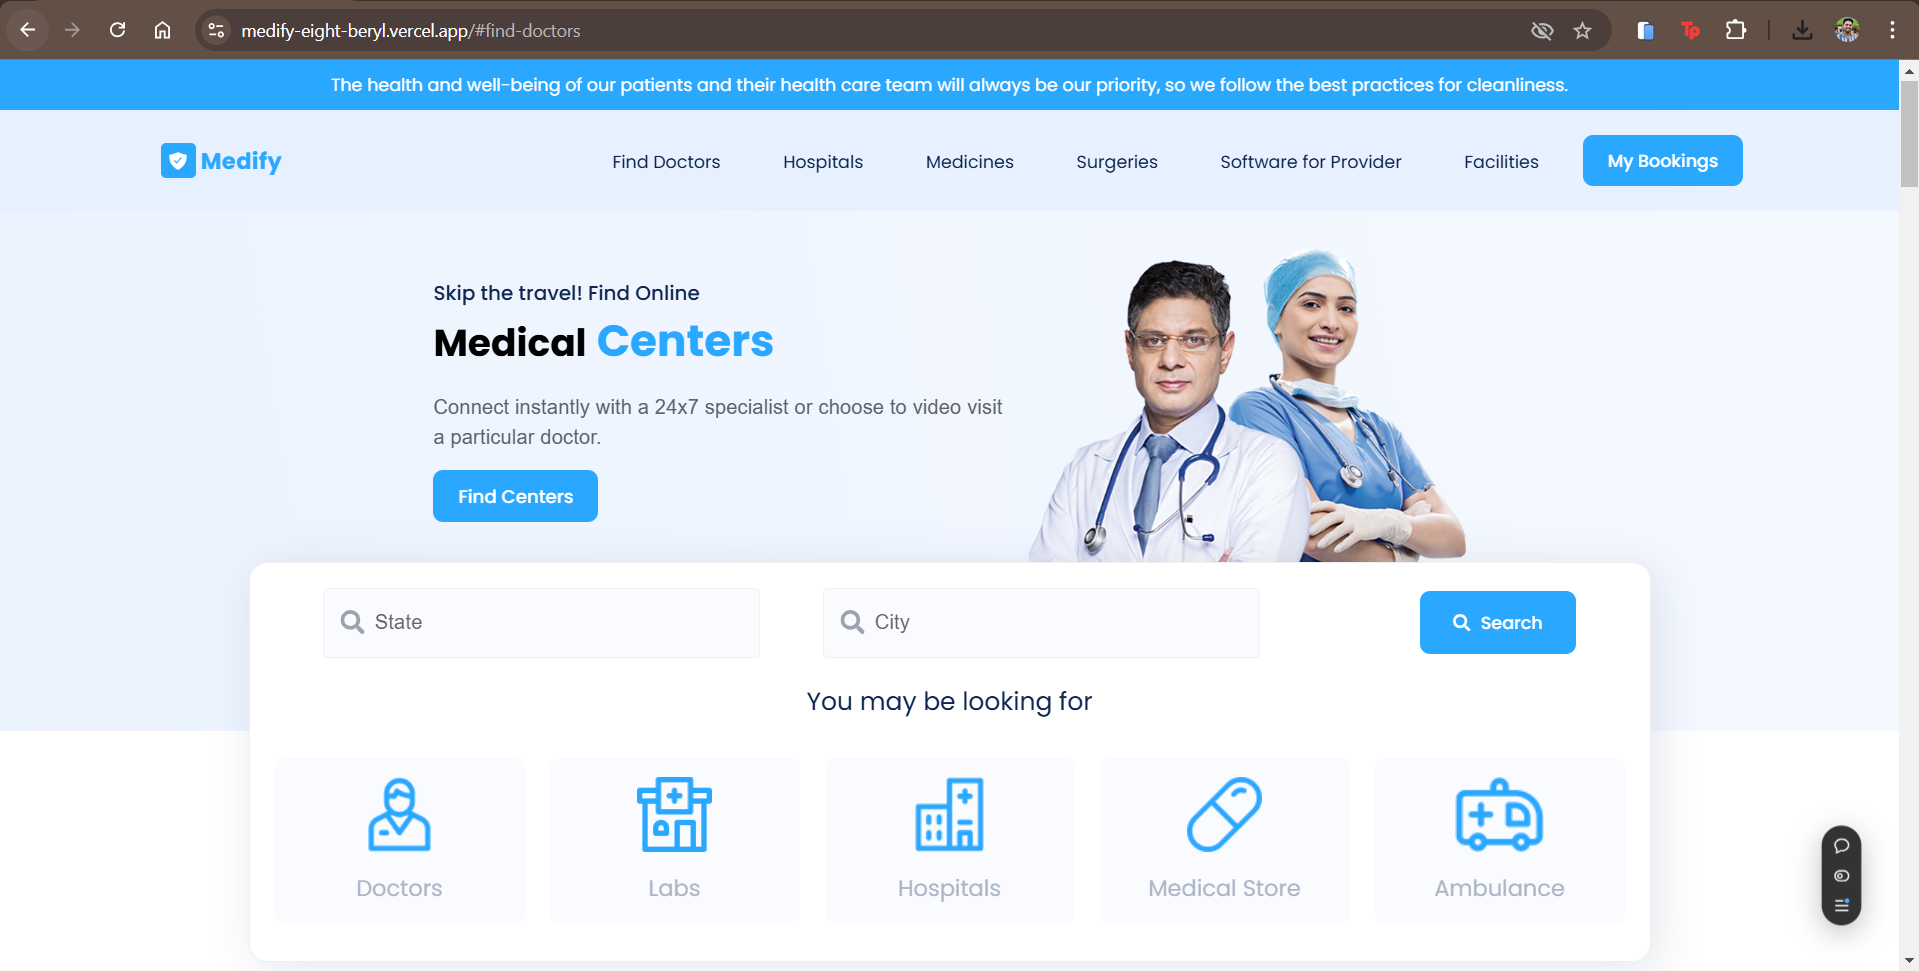 medify-eight-beryl.vercel.app/#find-doctors
Tp
The health and well-being of our patients and their health care team will always be our priority, so we follow the best practices for cleanliness.
Medify
Find Doctors
Hospitals
Medicines
Surgeries
Software for Provider
Facilities
My Bookings
Skip the travel! Find Online
Medical Centers
Connect instantly with a 24x7 specialist or choose to video visit
a particular doctor.
Find Centers
State
City
Search
You may be looking for
Doctors
Labs
Hospitals
Medical Store
Ambulance